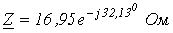 Z = 16,95e^{-j32,13^0} Ом